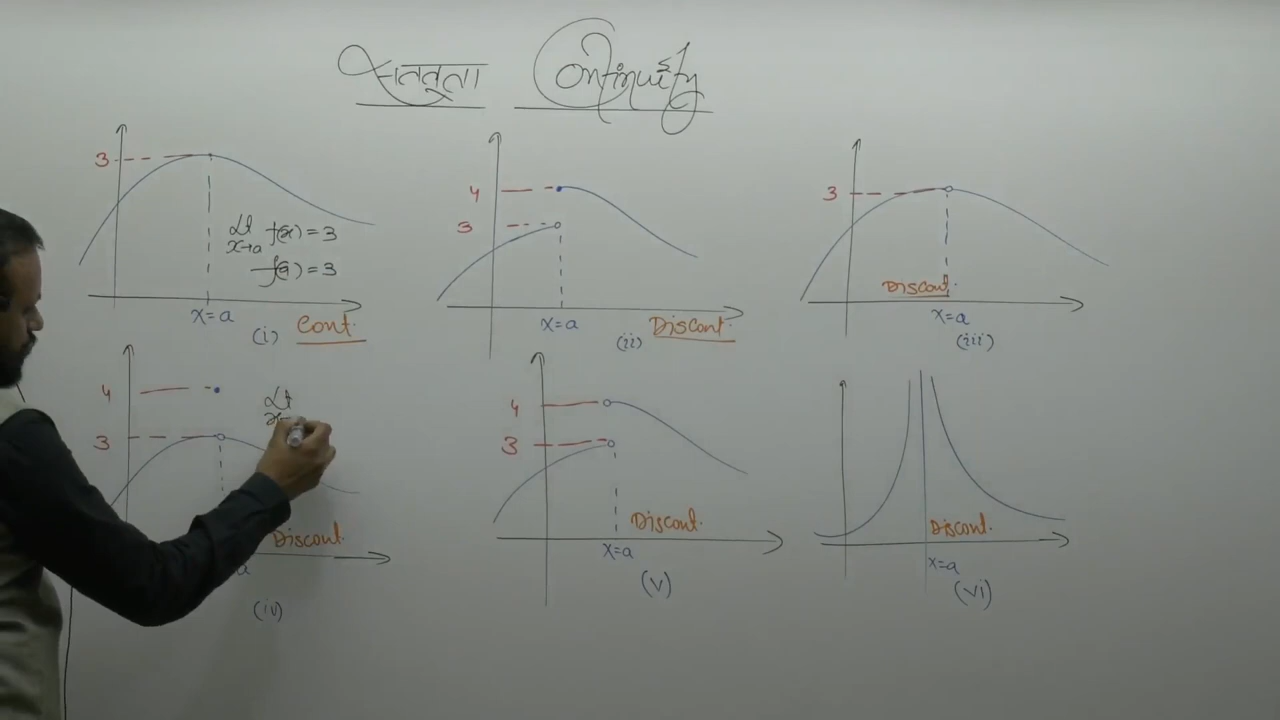 सततता Continuity
3
Lt f(x) = 3
x→a
f(a) = 3
x=a
(i) Cont.
4
3
x=a
(ii)
Discont.
3
Discont.
x=a
(iii)
4
3
Lt
x→
Discont.
a
(iv)
4
3
Discont.
x=a
(v)
Discont.
x=a
(vi)